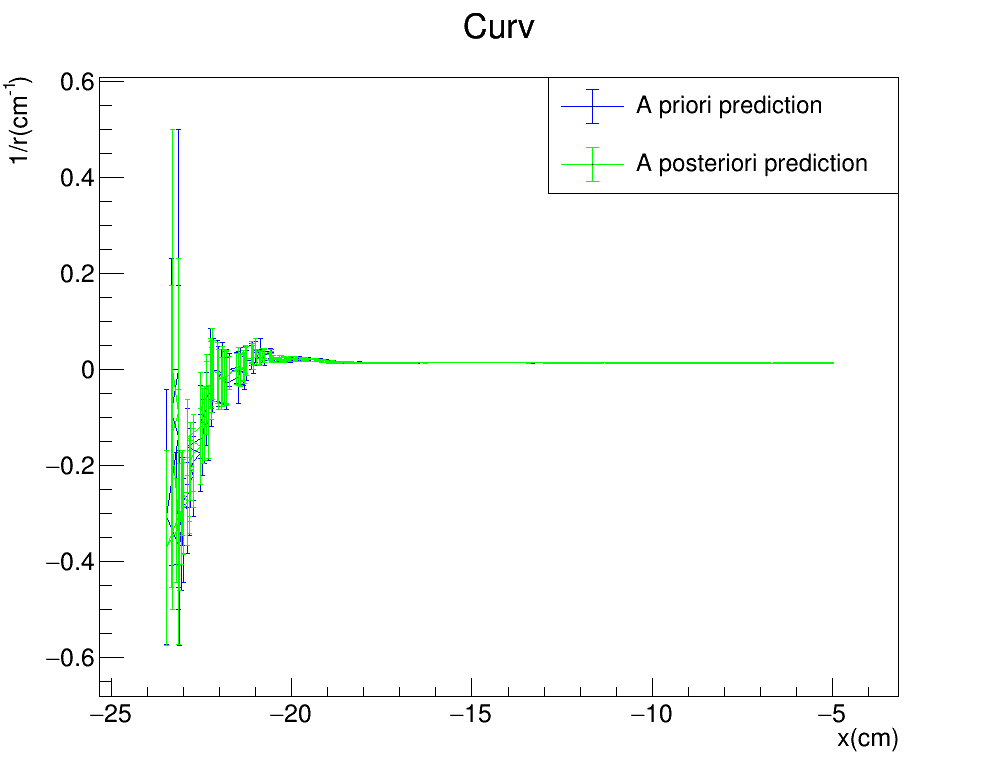 Curv
1/r(cm⁻¹)
A priori prediction
A posteriori prediction
0.6
0.4
0.2
0
−0.2
−0.4
−0.6
−25 −20 −15 −10 −5
x(cm)